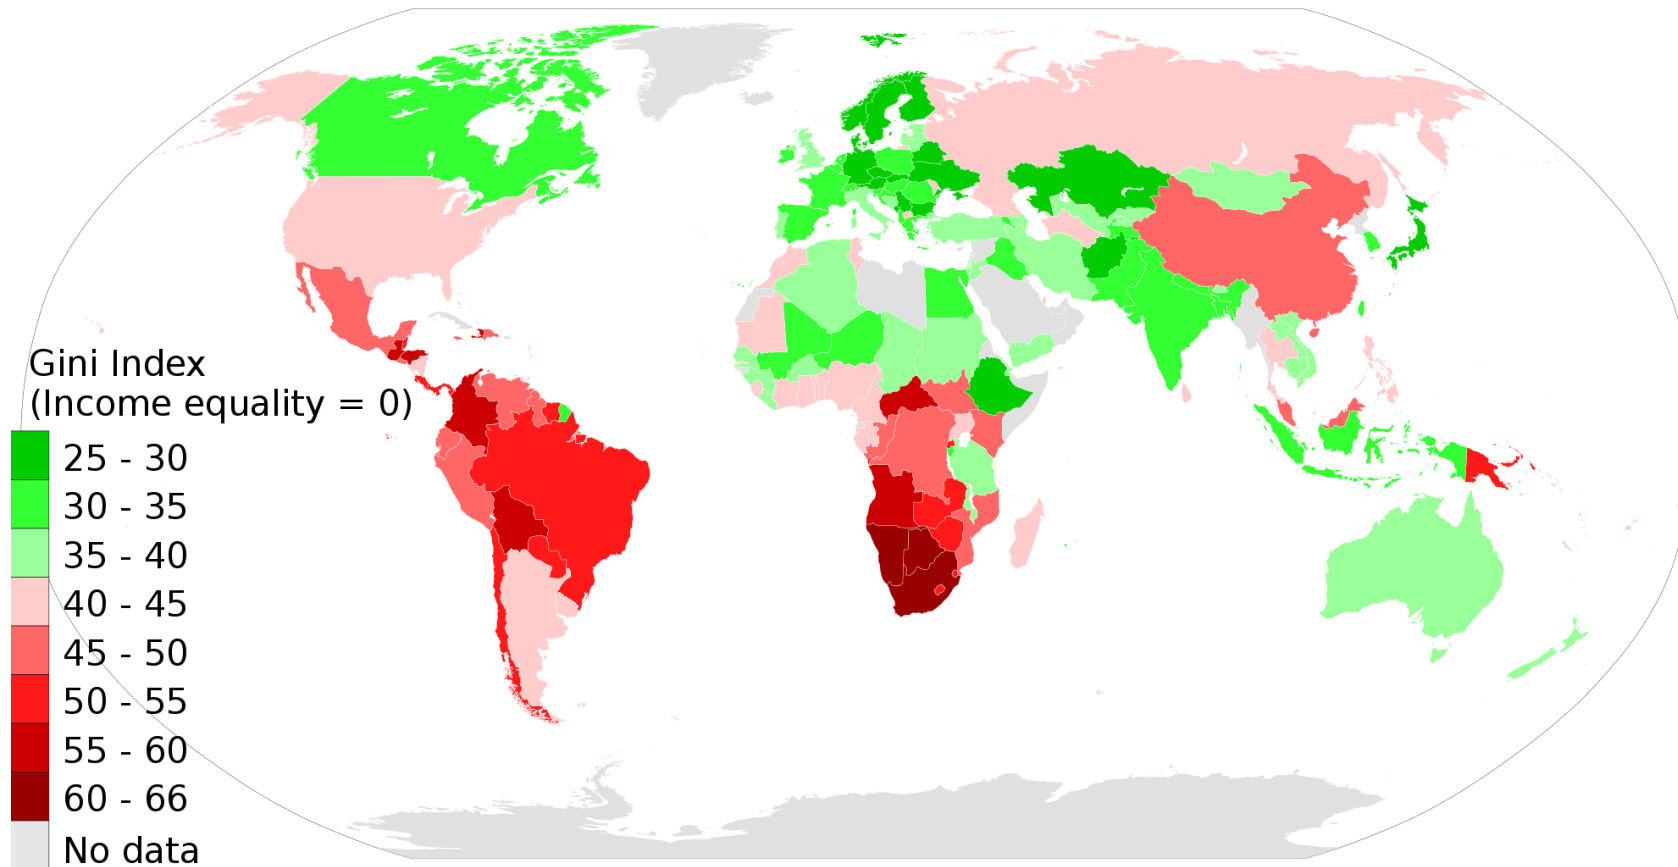 Gini Index
(Income equality = 0)
25 - 30
30 - 35
35 - 40
40 - 45
45 - 50
50 - 55
55 - 60
60 - 66
No data